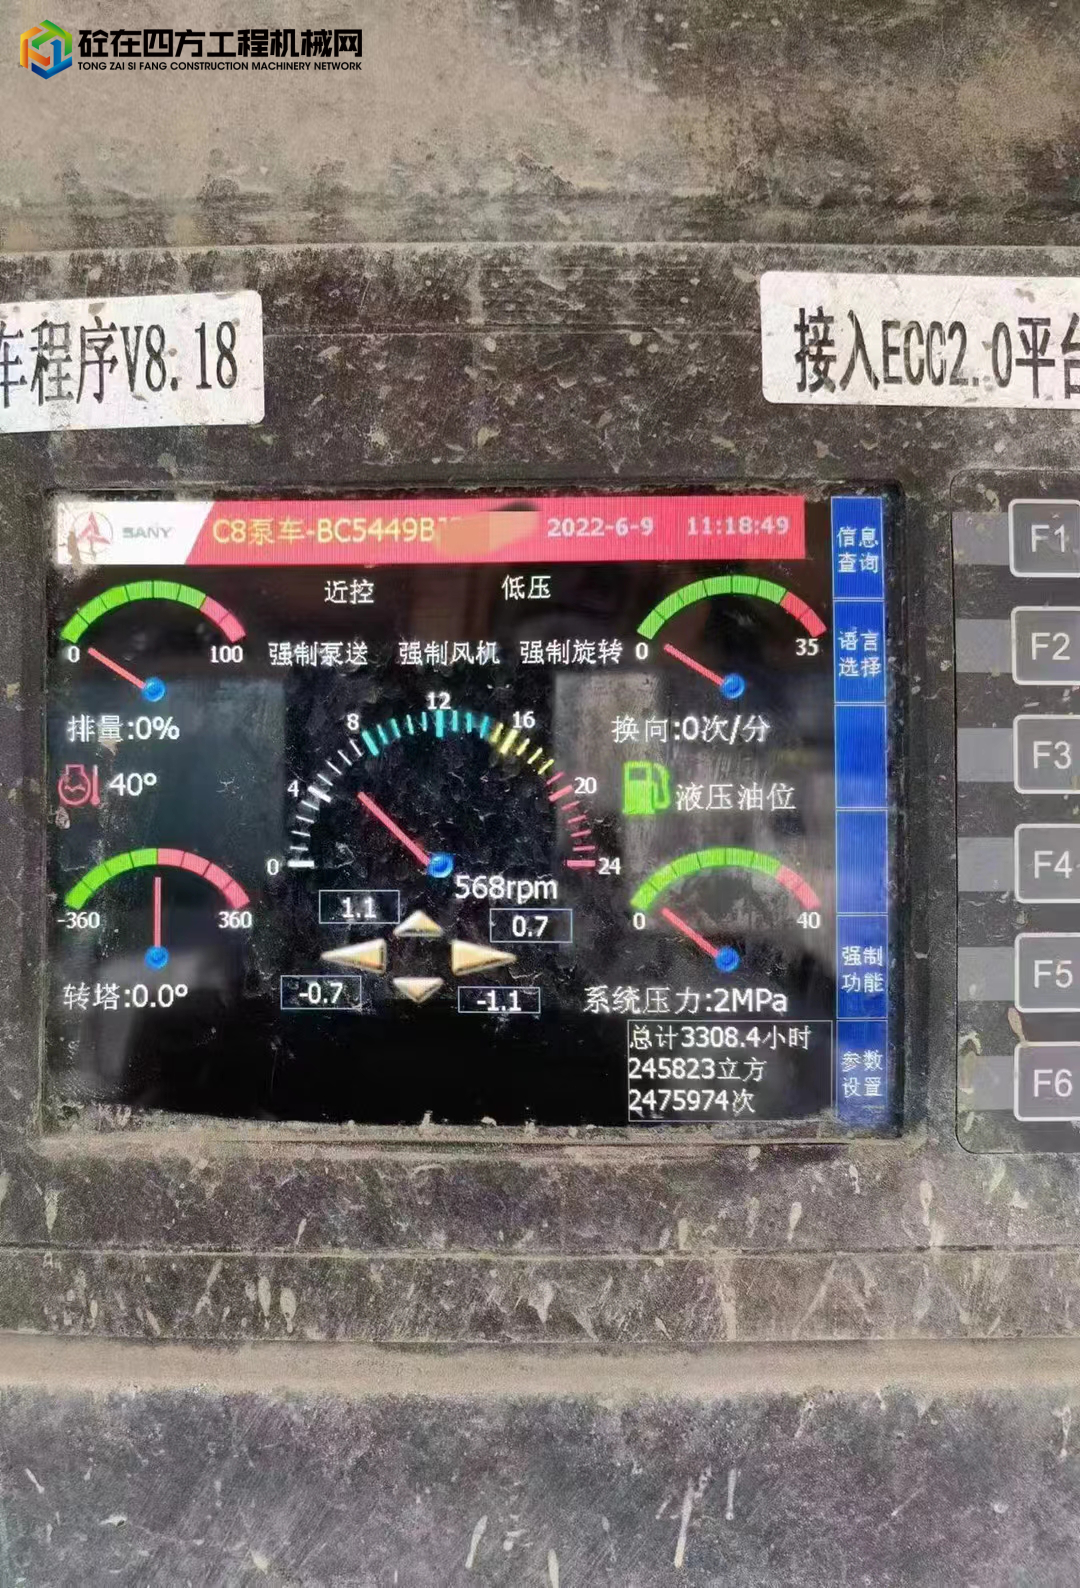 砼在四方工程机械网
TONG ZAI SI FANG CONSTRUCTION MACHINERY NETWORK
车程序V8.18
接入ECC2.0平台
SANY
C8泵车-BC5449B
2022-6-9
11:18:49
信息
查询
F1
近控
低压
0
100
强制泵送
强制风机
强制旋转
0
35
语言
选择
F2
排量:0%
换向:0次/分
F3
40°
液压油位
0
4
8
12
16
20
24
568rpm
F4
-360
360
转塔:0.0°
1.1
0.7
-0.7
-1.1
0
40
系统压力:2MPa
强制
功能
F5
总计3308.4小时
245823立方
2475974次
参数
设置
F6